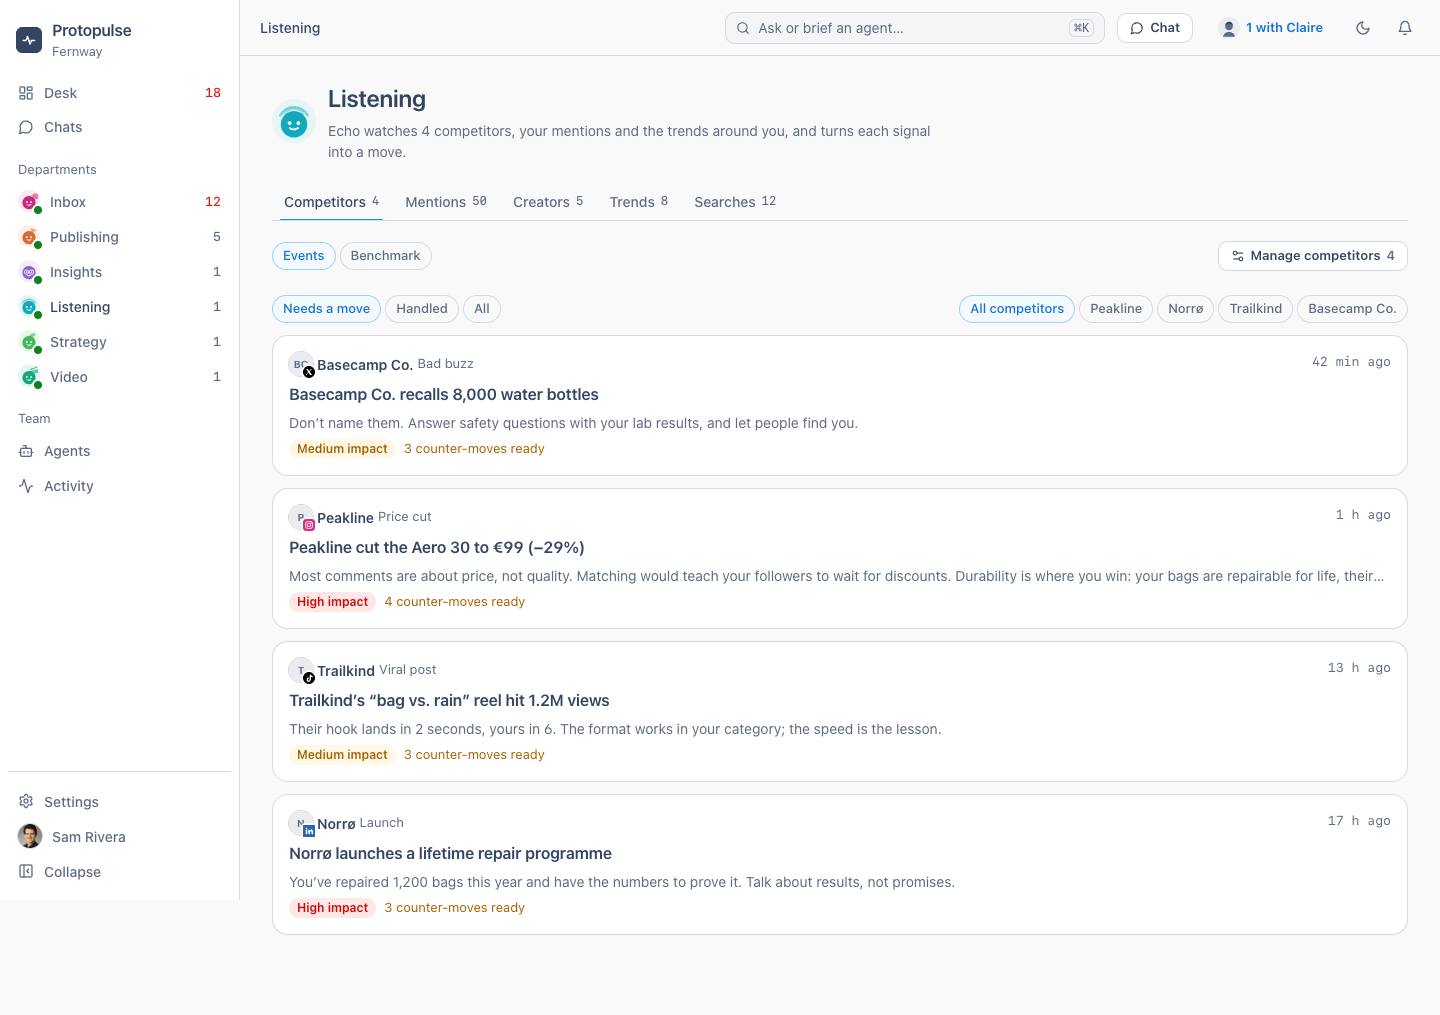 Protopulse
Fernway
Desk 18
Chats
Departments
Inbox 12
Publishing 5
Insights 1
Listening 1
Strategy 1
Video 1
Team
Agents
Activity
Settings
Sam Rivera
Collapse
Listening
Ask or brief an agent… ⌘K
Chat
1 with Claire
Listening
Echo watches 4 competitors, your mentions and the trends around you, and turns each signal
into a move.
Competitors 4 Mentions 50 Creators 5 Trends 8 Searches 12
Events Benchmark
Manage competitors 4
Needs a move Handled All
All competitors Peakline Norrø Trailkind Basecamp Co.
BC Basecamp Co. Bad buzz 42 min ago
Basecamp Co. recalls 8,000 water bottles
Don’t name them. Answer safety questions with your lab results, and let people find you.
Medium impact 3 counter-moves ready
P Peakline Price cut 1 h ago
Peakline cut the Aero 30 to €99 (−29%)
Most comments are about price, not quality. Matching would teach your followers to wait for discounts. Durability is where you win: your bags are repairable for life, their…
High impact 4 counter-moves ready
T Trailkind Viral post 13 h ago
Trailkind’s “bag vs. rain” reel hit 1.2M views
Their hook lands in 2 seconds, yours in 6. The format works in your category; the speed is the lesson.
Medium impact 3 counter-moves ready
N Norrø Launch 17 h ago
Norrø launches a lifetime repair programme
You’ve repaired 1,200 bags this year and have the numbers to prove it. Talk about results, not promises.
High impact 3 counter-moves ready